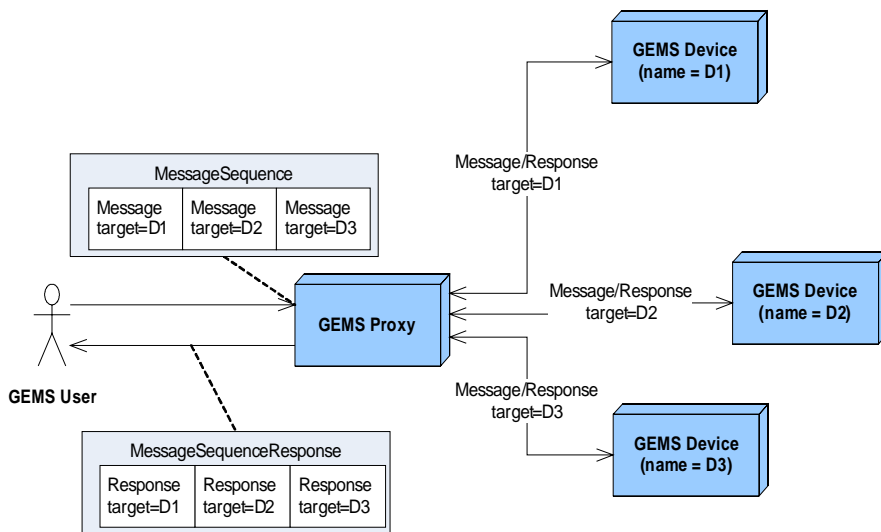 GEMS Device
(name = D1)
Message/Response
target=D1
MessageSequence
Message
target=D1
Message
target=D2
Message
target=D3
GEMS Proxy
Message/Response
target=D2
GEMS Device
(name = D2)
GEMS User
Message/Response
target=D3
GEMS Device
(name = D3)
MessageSequenceResponse
Response
target=D1
Response
target=D2
Response
target=D3